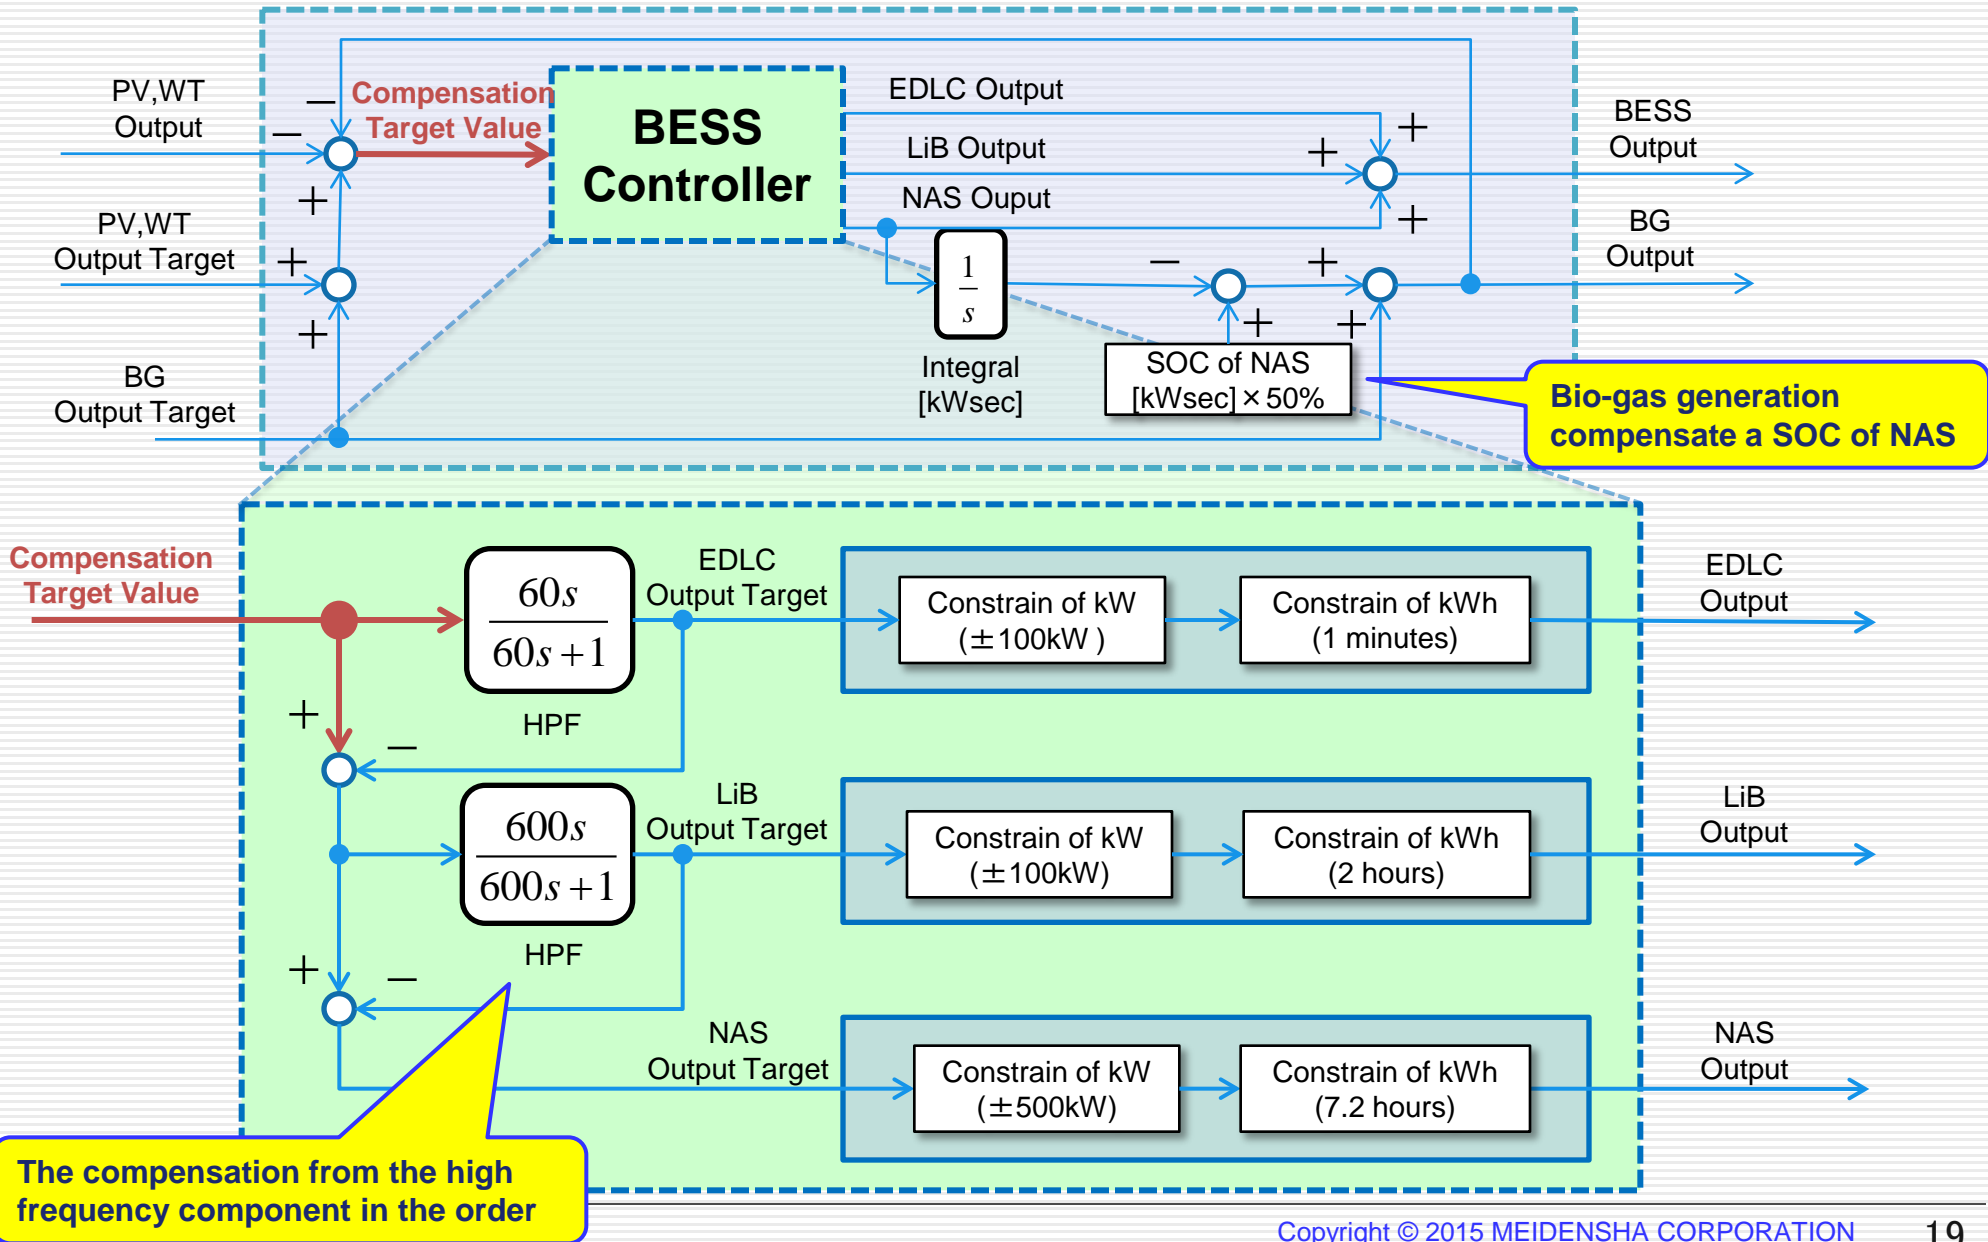 PV,WT
Output
Compensation
Target Value
BESS
Controller
EDLC Output
LiB Output
NAS Ouput
BESS
Output
PV,WT
Output Target
BG
Output
BG
Output Target
1
s
Integral
[kWsec]
SOC of NAS
[kWsec]×50%
Bio-gas generation
compensate a SOC of NAS
− − + + +
+ + + − + + +
Compensation
Target Value
60s
60s+1
HPF
EDLC
Output Target
Constrain of kW
(±100kW )
Constrain of kWh
(1 minutes)
EDLC
Output
+ −
600s
600s+1
HPF
LiB
Output Target
Constrain of kW
(±100kW)
Constrain of kWh
(2 hours)
LiB
Output
+ −
NAS
Output Target
Constrain of kW
(±500kW)
Constrain of kWh
(7.2 hours)
NAS
Output
The compensation from the high
frequency component in the order
Copyright © 2015 MEIDENSHA CORPORATION
19